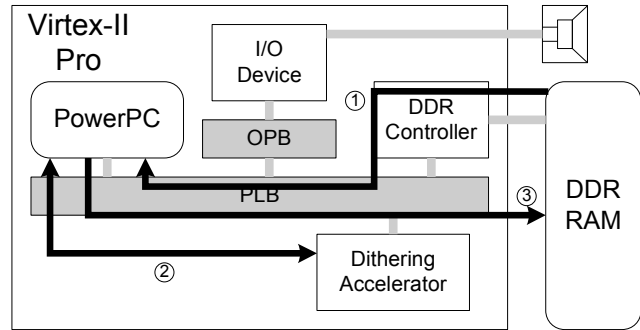 Virtex-II
Pro
I/O
Device
①
DDR
Controller
PowerPC
OPB
PLB
③
DDR
RAM
②
Dithering
Accelerator